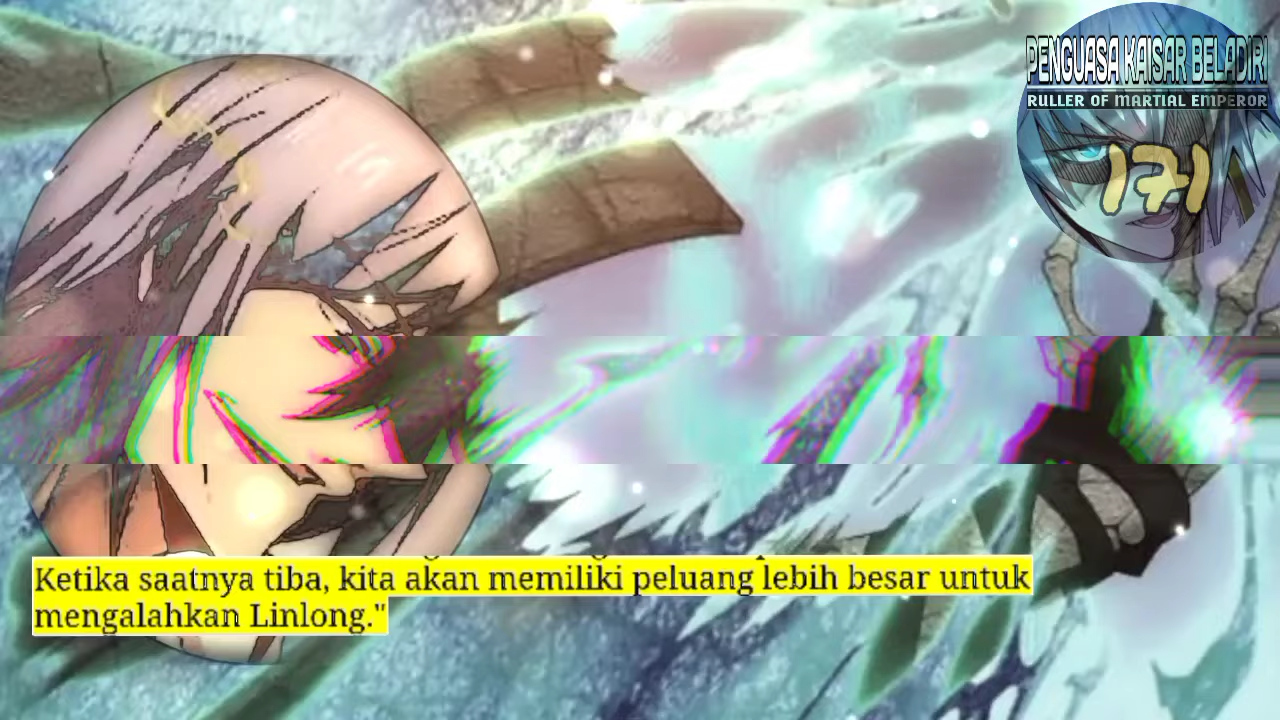 PENGUASA KAISAR BELADIRI
RULLER OF MARTIAL EMPEROR
171
Ketika saatnya tiba, kita akan memiliki peluang lebih besar untuk
mengalahkan Linlong."